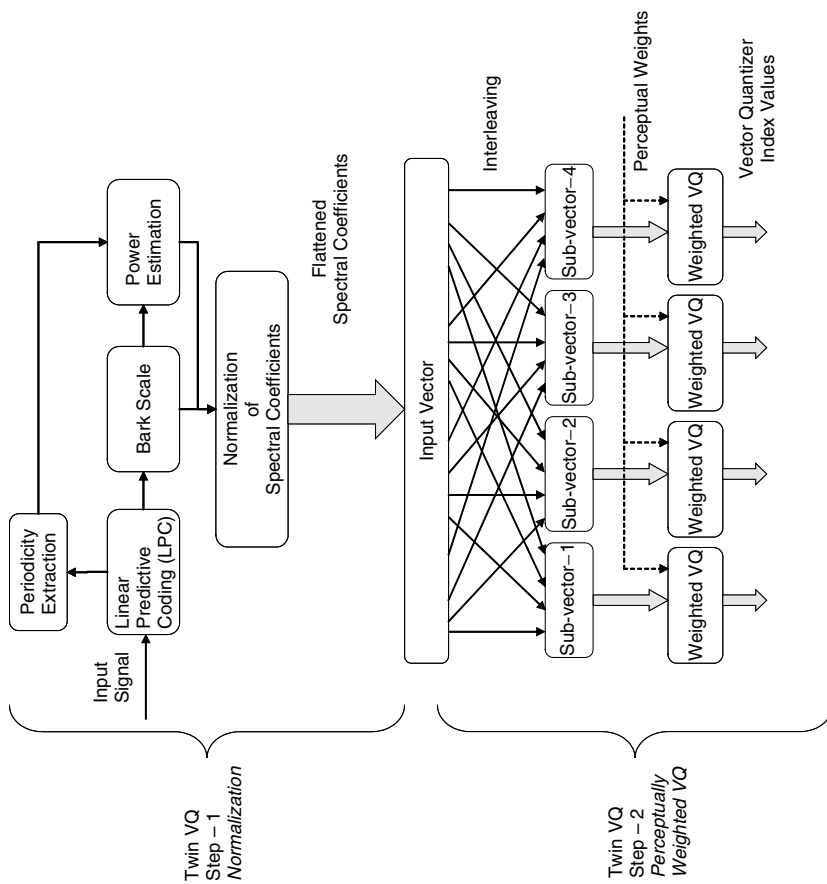 Twin VQ
Step – 1
Normalization
Input
Signal
Periodicity
Extraction
Linear
Predictive
Coding (LPC)
Bark Scale
Power
Estimation
Normalization
of
Spectral Coefficients
Flattened
Spectral Coefficients
Twin VQ
Step – 2
Perceptually
Weighted VQ
Input Vector
Interleaving
Sub-vector–1
Sub-vector–2
Sub-vector–3
Sub-vector–4
Perceptual Weights
Weighted VQ
Weighted VQ
Weighted VQ
Weighted VQ
Vector Quantizer
Index Values